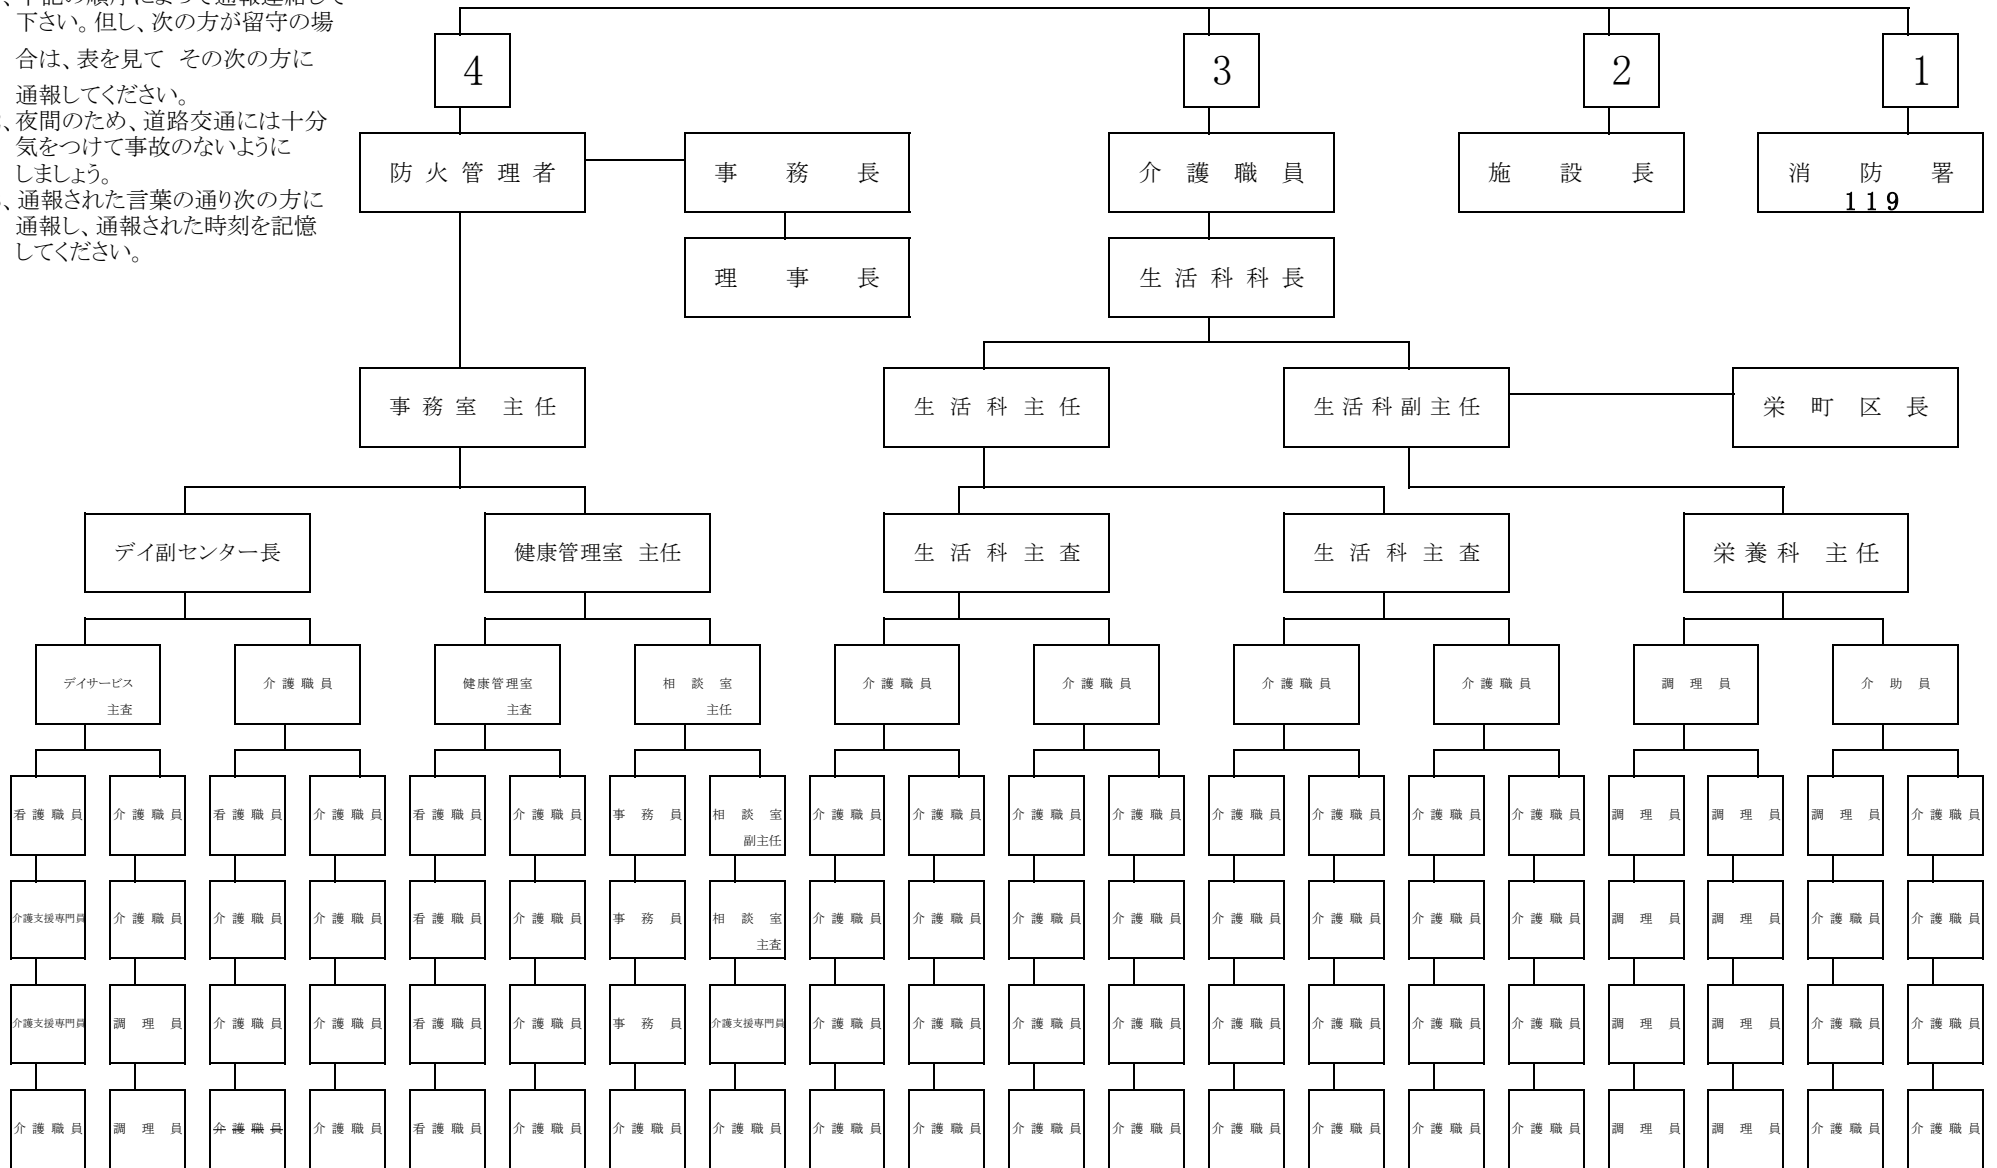 、下記の順序によって通報連絡して
下さい。但し、次の方が留守の場
合は、表を見て その次の方に
通報してください。
、夜間のため、道路交通には十分
気をつけて事故のないように
しましょう。
、通報された言葉の通り次の方に
通報し、通報された時刻を記憶
してください。
4 3 2 1
防火管理者 事務長 介護職員 施設長 消防署
119
理事長 生活科科長
事務室 主任 生活科主任 生活科副主任 栄町区長
デイ副センター長 健康管理室 主任 生活科主査 生活科主査 栄養科 主任
デイサービス 介護職員 健康管理室 相談室 介護職員 介護職員 介護職員 介護職員 調理員 介助員
主査 主査 主任
看護職員 介護職員 看護職員 介護職員 看護職員 介護職員 事務員 相談室 介護職員 介護職員 介護職員 介護職員 介護職員 介護職員 介護職員 介護職員 調理員 調理員 調理員 介護職員
副主任
介護支援専門員 介護職員 介護職員 介護職員 看護職員 介護職員 事務員 相談室 介護職員 介護職員 介護職員 介護職員 介護職員 介護職員 介護職員 介護職員 調理員 調理員 介護職員 介護職員
主査
介護支援専門員 調理員 介護職員 介護職員 看護職員 介護職員 事務員 介護支援専門員 介護職員 介護職員 介護職員 介護職員 介護職員 介護職員 介護職員 介護職員 調理員 調理員 介護職員 介護職員
介護職員 調理員 介護職員 介護職員 看護職員 介護職員 介護職員 介護職員 介護職員 介護職員 介護職員 介護職員 介護職員 介護職員 介護職員 介護職員 調理員 調理員 介護職員 介護職員